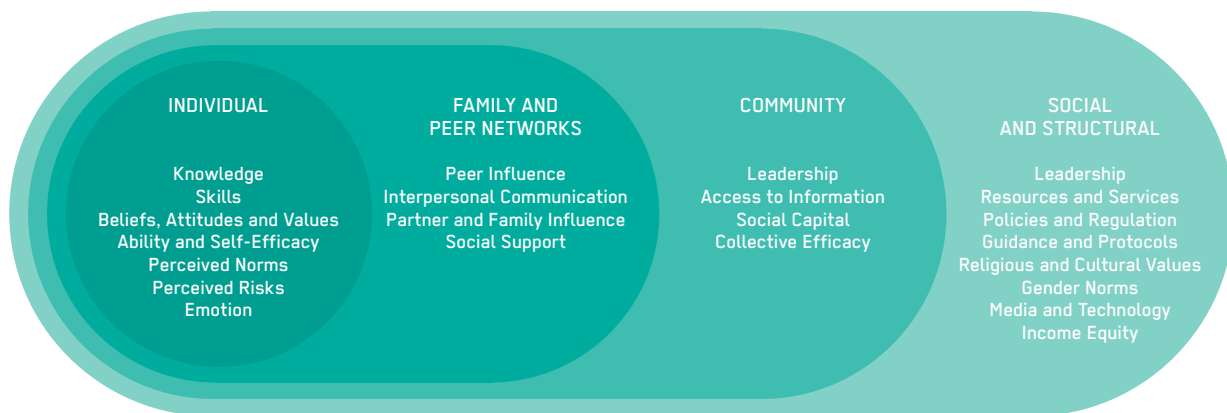 INDIVIDUAL
Knowledge
Skills
Beliefs, Attitudes and Values
Ability and Self-Efficacy
Perceived Norms
Perceived Risks
Emotion
FAMILY AND
PEER NETWORKS
Peer Influence
Interpersonal Communication
Partner and Family Influence
Social Support
COMMUNITY
Leadership
Access to Information
Social Capital
Collective Efficacy
SOCIAL
AND STRUCTURAL
Leadership
Resources and Services
Policies and Regulation
Guidance and Protocols
Religious and Cultural Values
Gender Norms
Media and Technology
Income Equity